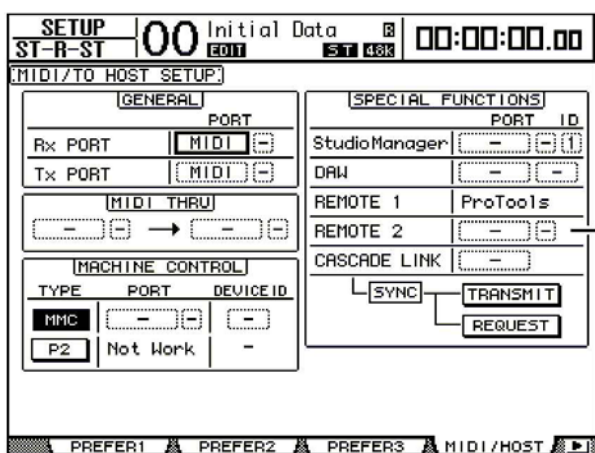 SETUP
ST-R-ST
00 Initial Data R
EDIT ST 48k
00:00:00.00
MIDI/TO HOST SETUP
GENERAL
PORT
Rx PORT MIDI -
Tx PORT MIDI -
MIDI THRU
- - → - -
MACHINE CONTROL
TYPE PORT DEVICE ID
MMC - - -
P2 Not Work -
SPECIAL FUNCTIONS
PORT ID
StudioManager - - 1
DAW - -
REMOTE 1 ProTools
REMOTE 2 - -
CASCADE LINK -
SYNC TRANSMIT
REQUEST
PREFER1 PREFER2 PREFER3 MIDI/HOST